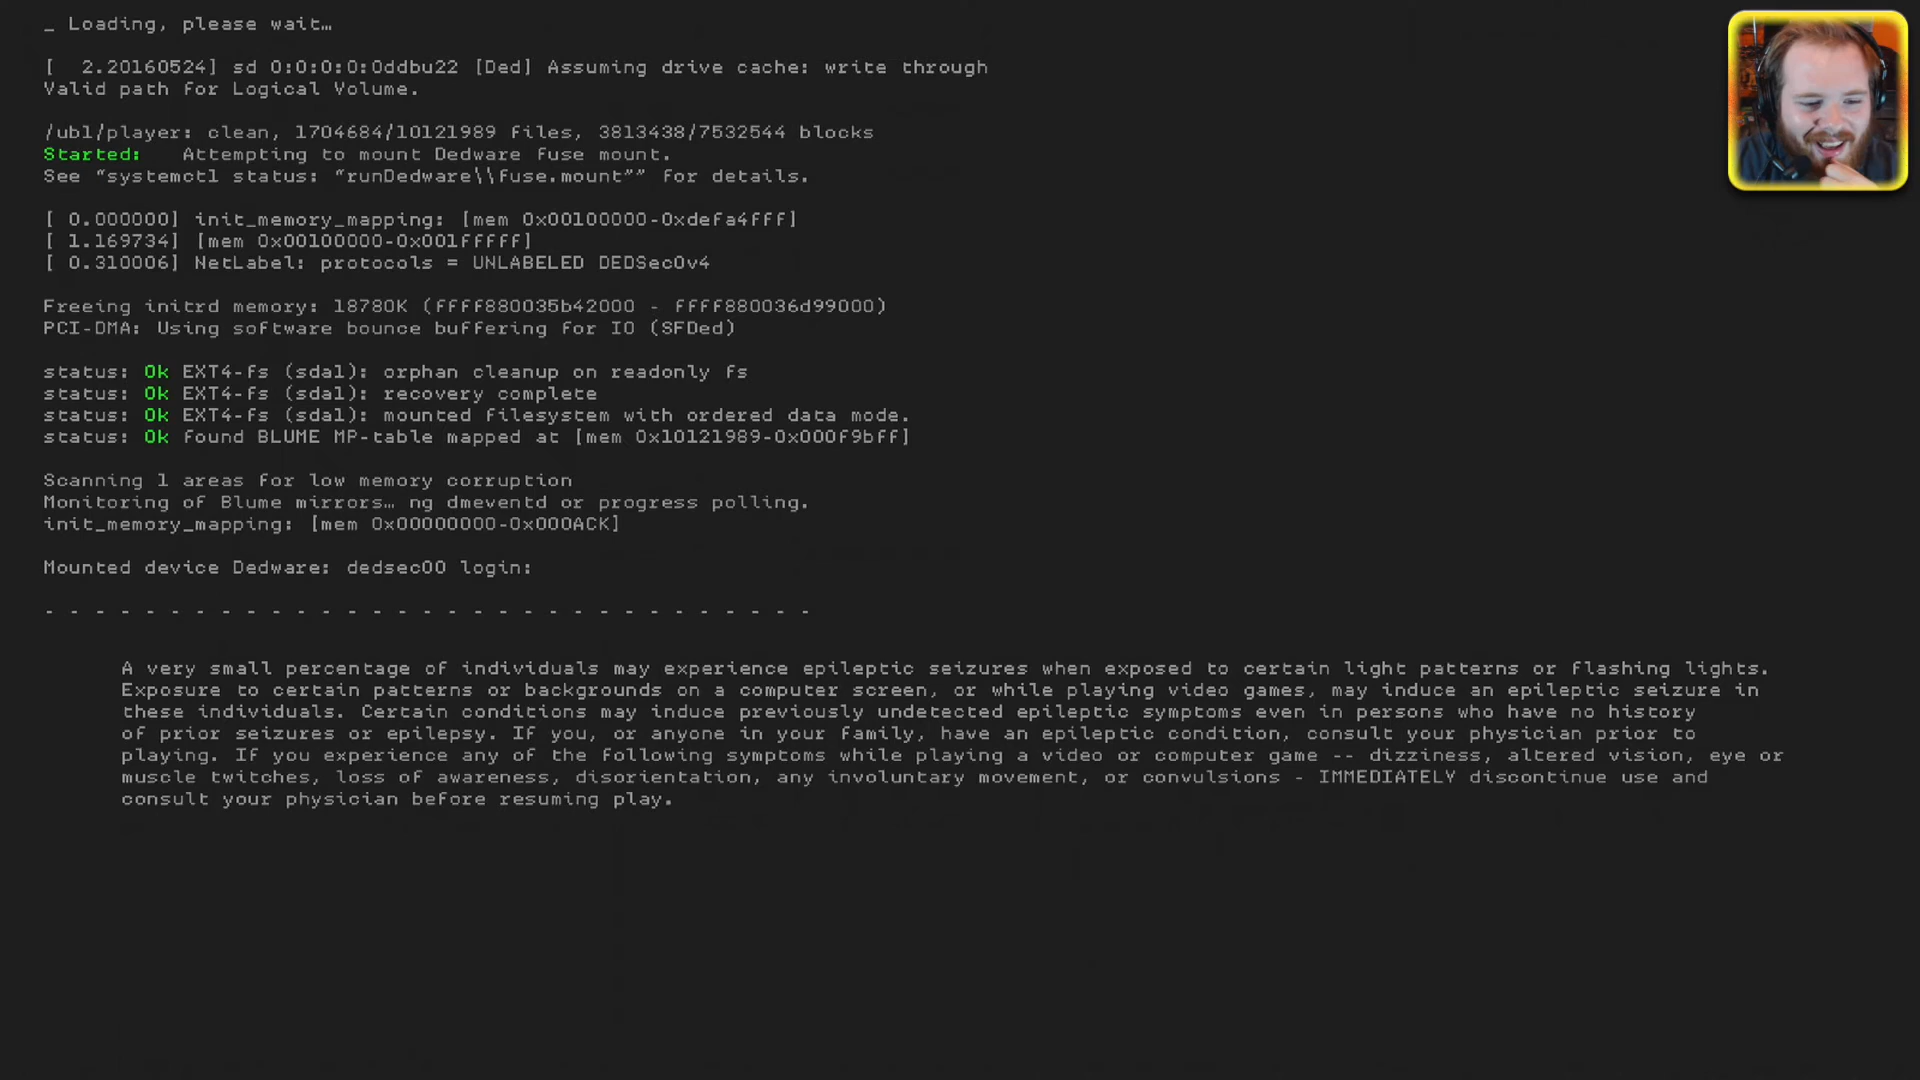 _ Loading, please wait…
[  2.20160524] sd 0:0:0:0:0ddbu22 [Ded] Assuming drive cache: write through
Valid path for Logical Volume.
/ubl/player: clean, 1704684/10121989 files, 3813438/7532544 blocks
Started:   Attempting to mount Dedware fuse mount.
See “systemctl status: “runDedware\\fuse.mount”” for details.
[ 0.000000] init_memory_mapping: [mem 0x00100000-0xdefa4fff]
[ 1.169734] [mem 0x00100000-0x001fffff]
[ 0.310006] NetLabel: protocols = UNLABELED DEDSecOv4
Freeing initrd memory: 18780K (ffff880035b42000 - ffff880036d99000)
PCI-DMA: Using software bounce buffering for IO (SFDed)
status: Ok EXT4-fs (sda1): orphan cleanup on readonly fs
status: Ok EXT4-fs (sda1): recovery complete
status: Ok EXT4-fs (sda1): mounted filesystem with ordered data mode.
status: Ok found BLUME MP-table mapped at [mem 0x10121989-0x000f9bff]
Scanning 1 areas for low memory corruption
Monitoring of Blume mirrors… ng dmeventd or progress polling.
init_memory_mapping: [mem 0x00000000-0x000ACK]
Mounted device Dedware: dedsec00 login:
- - - - - - - - - - - - - - - - - - - - - - - - - - - - - - -
A very small percentage of individuals may experience epileptic seizures when exposed to certain light patterns or flashing lights.
Exposure to certain patterns or backgrounds on a computer screen, or while playing video games, may induce an epileptic seizure in
these individuals. Certain conditions may induce previously undetected epileptic symptoms even in persons who have no history
of prior seizures or epilepsy. If you, or anyone in your family, have an epileptic condition, consult your physician prior to
playing. If you experience any of the following symptoms while playing a video or computer game -- dizziness, altered vision, eye or
muscle twitches, loss of awareness, disorientation, any involuntary movement, or convulsions - IMMEDIATELY discontinue use and
consult your physician before resuming play.